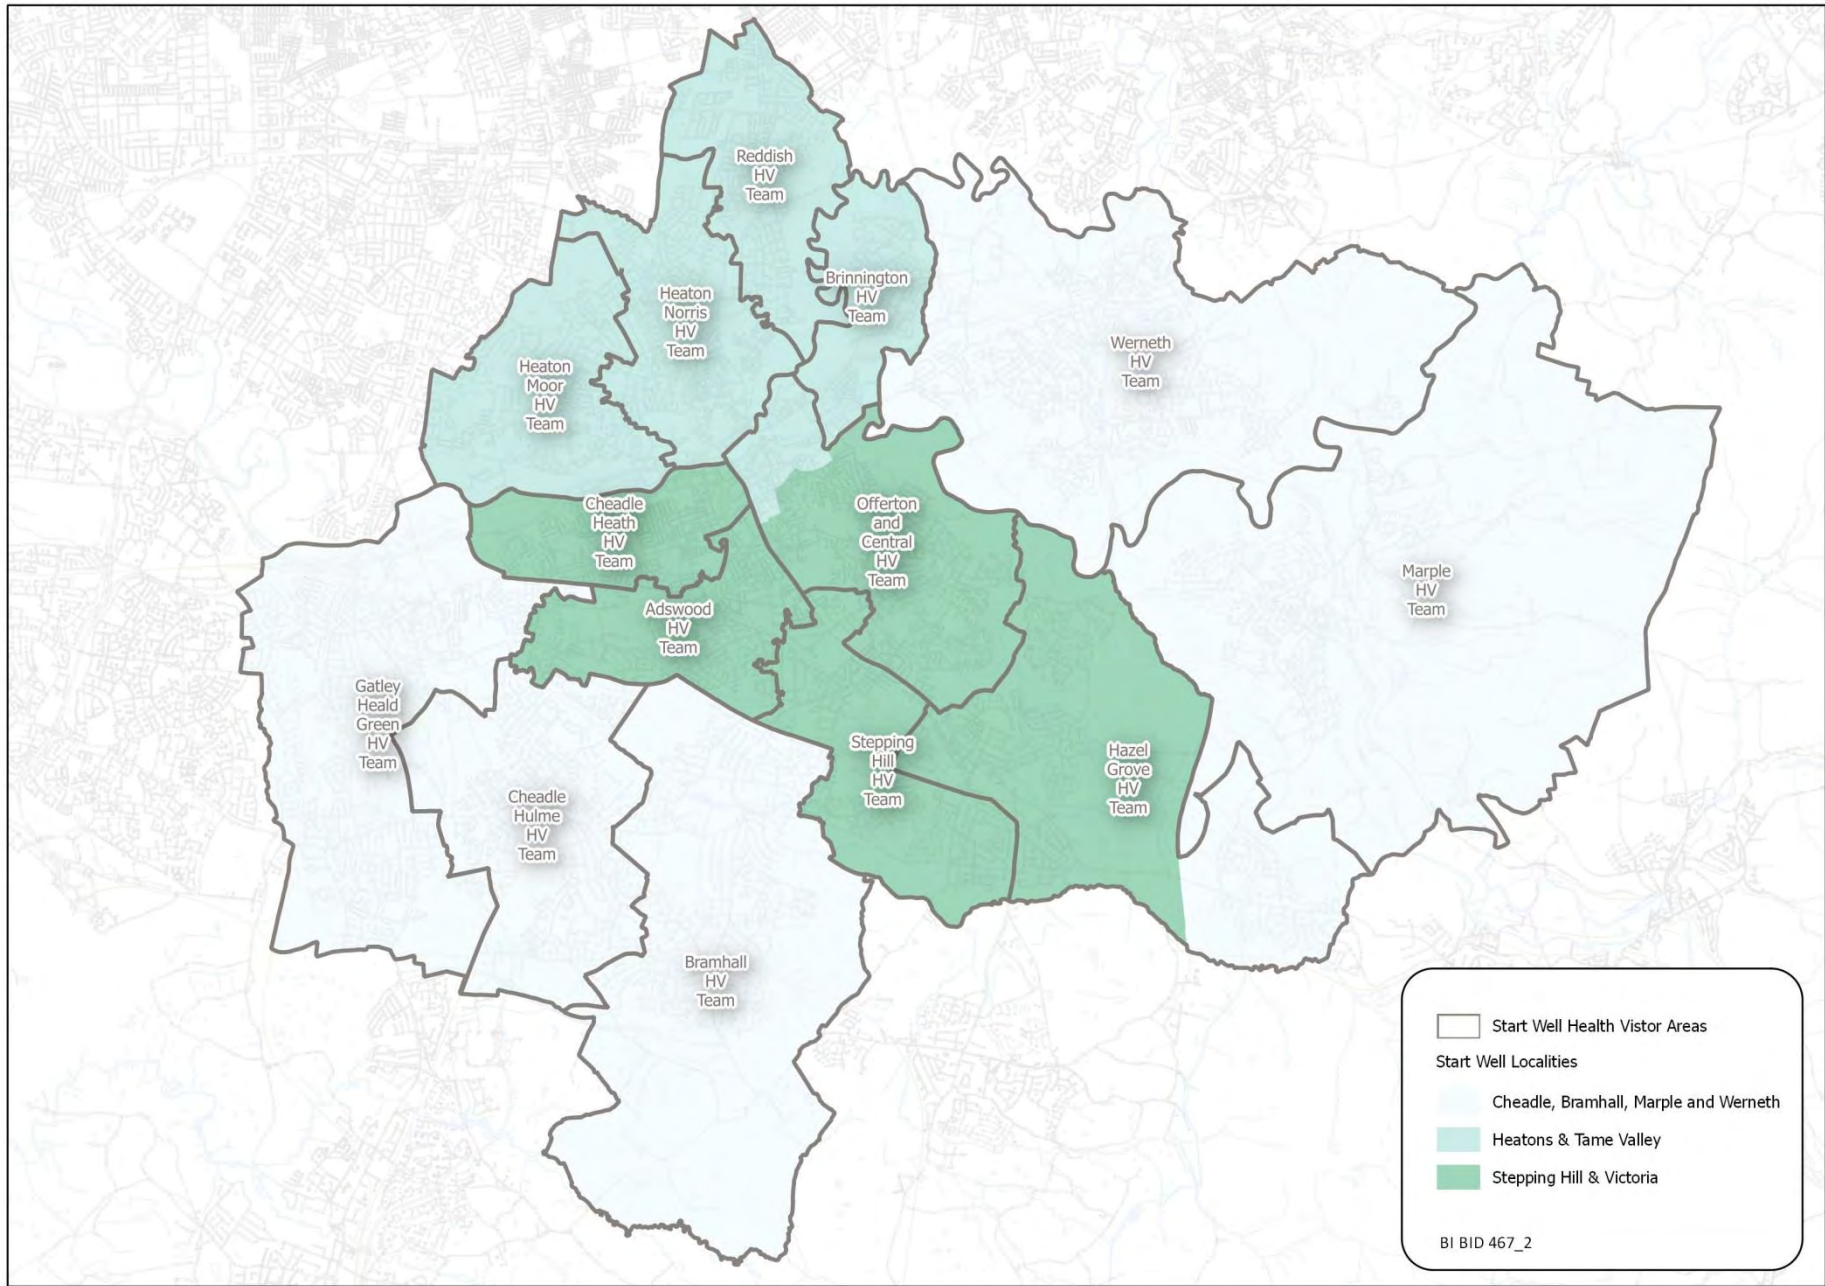 Reddish
HV
Team
Brinnington
HV
Team
Heaton
Norris
HV
Team
Werneth
HV
Team
Heaton
Moor
HV
Team
Cheadle
Heath
HV
Team
Offerton
and
Central
HV
Team
Marple
HV
Team
Adswood
HV
Team
Gatley
Heald
Green
HV
Team
Stepping
Hill
HV
Team
Hazel
Grove
HV
Team
Cheadle
Hulme
HV
Team
Bramhall
HV
Team
Start Well Health Vistor Areas
Start Well Localities
Cheadle, Bramhall, Marple and Werneth
Heatons & Tame Valley
Stepping Hill & Victoria
BI BID 467_2